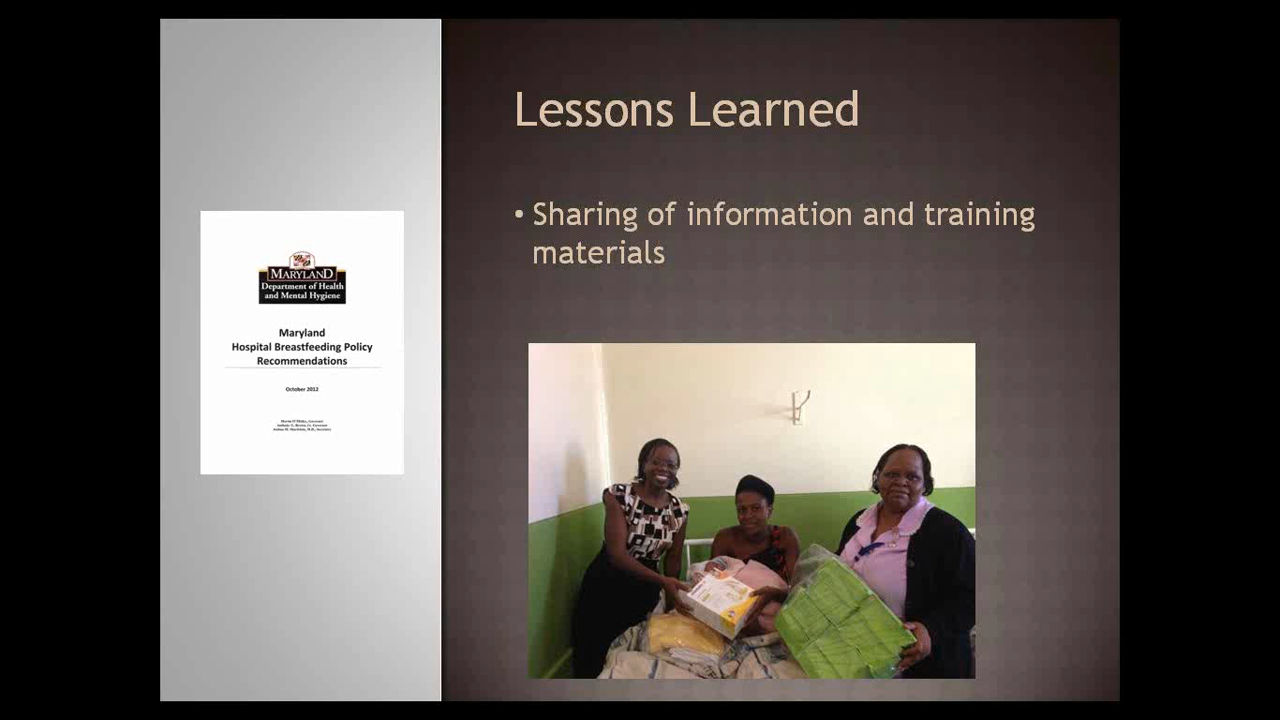 Lessons Learned
• Sharing of information and training
materials
MARYLAND
Department of Health
and Mental Hygiene
Maryland
Hospital Breastfeeding Policy
Recommendations
October 2012